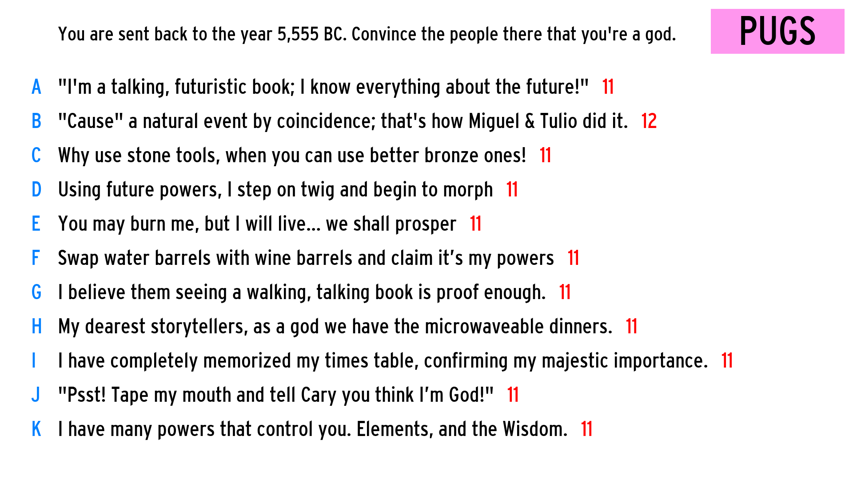 You are sent back to the year 5,555 BC. Convince the people there that you're a god.
PUGS
A "I'm a talking, futuristic book; I know everything about the future!" 11
B "Cause" a natural event by coincidence; that's how Miguel & Tulio did it. 12
C Why use stone tools, when you can use better bronze ones! 11
D Using future powers, I step on twig and begin to morph 11
E You may burn me, but I will live... we shall prosper 11
F Swap water barrels with wine barrels and claim it’s my powers 11
G I believe them seeing a walking, talking book is proof enough. 11
H My dearest storytellers, as a god we have the microwaveable dinners. 11
I I have completely memorized my times table, confirming my majestic importance. 11
J "Psst! Tape my mouth and tell Cary you think I’m God!" 11
K I have many powers that control you. Elements, and the Wisdom. 11